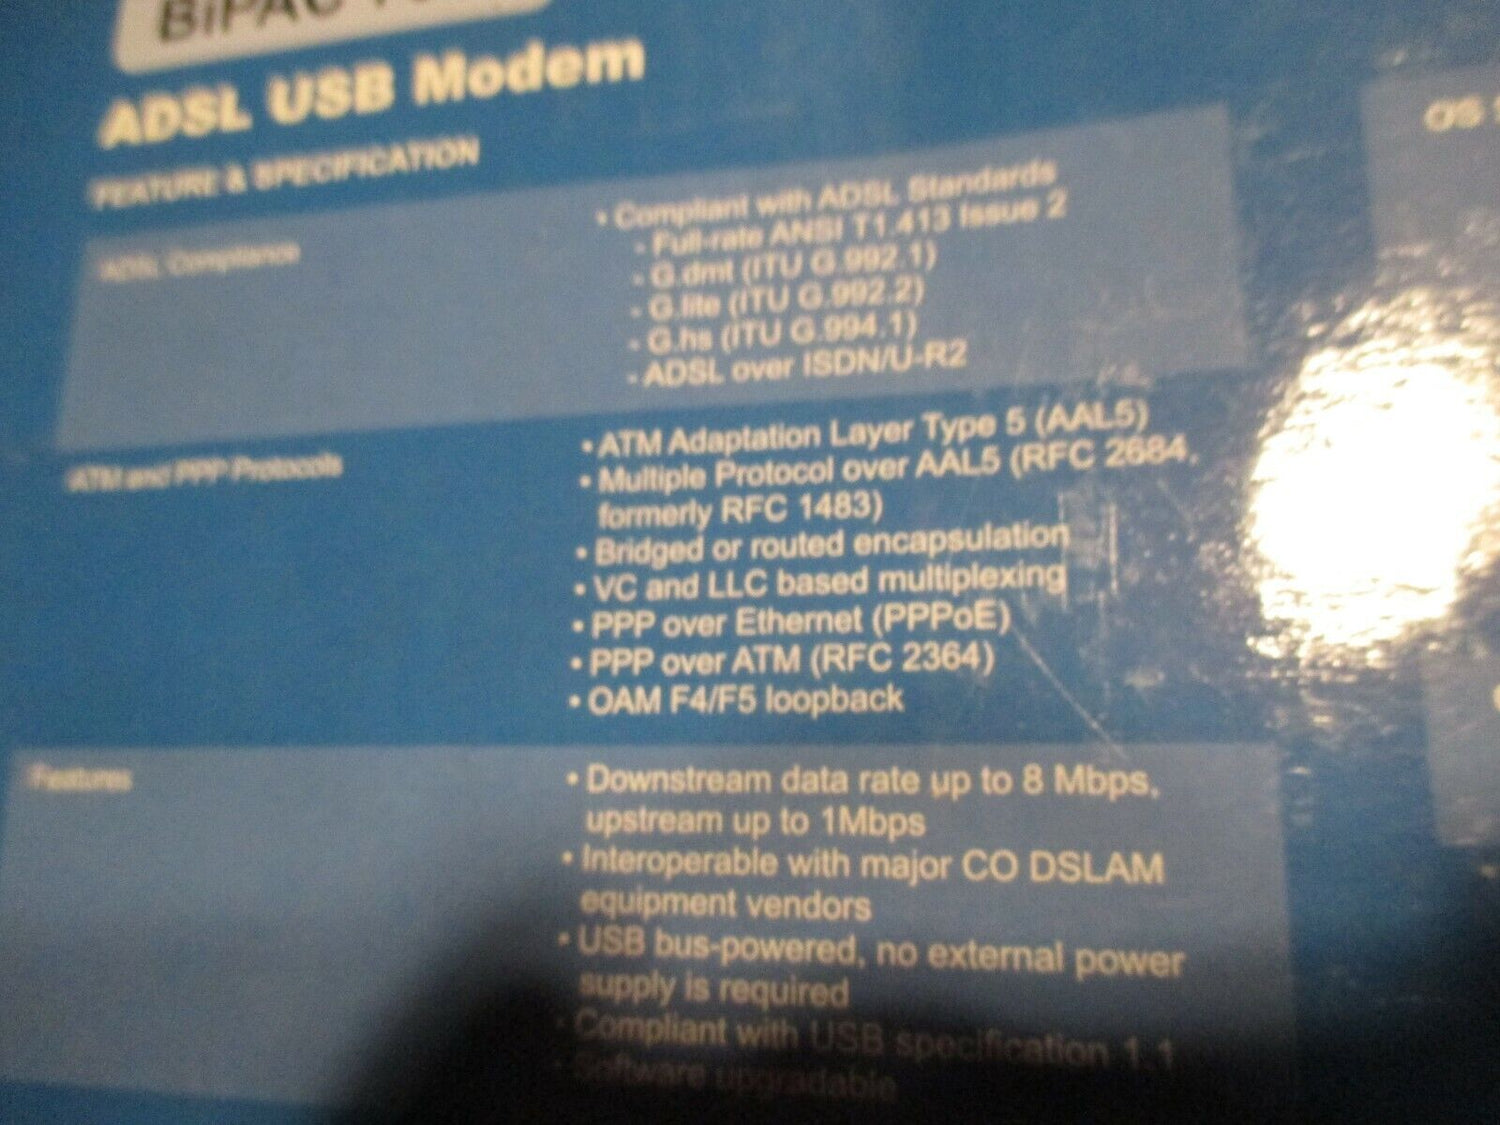 BiPAC
ADSL USB Modem
FEATURE & SPECIFICATION
ADSL Compliance
• Compliant with ADSL Standards
- Full-rate ANSI T1.413 Issue 2
- G.dmt (ITU G.992.1)
- G.lite (ITU G.992.2)
- G.hs (ITU G.994.1)
- ADSL over ISDN/U-R2
ATM and PPP Protocols
• ATM Adaptation Layer Type 5 (AAL5)
• Multiple Protocol over AAL5 (RFC 2684,
formerly RFC 1483)
• Bridged or routed encapsulation
• VC and LLC based multiplexing
• PPP over Ethernet (PPPoE)
• PPP over ATM (RFC 2364)
• OAM F4/F5 loopback
Features
• Downstream data rate up to 8 Mbps,
upstream up to 1Mbps
• Interoperable with major CO DSLAM
equipment vendors
• USB bus-powered, no external power
supply is required
• Compliant with USB specification 1.1
• Software upgradable
OS